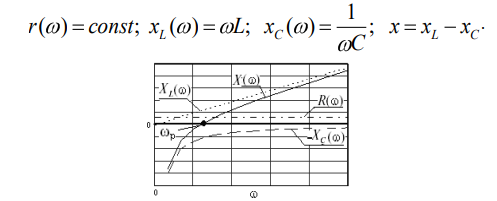 r(ω) = const; x_L(ω) = ωL; x_C(ω) = 1/(ωC); x = x_L − x_C.
X_L(ω) X(ω)
R(ω)
0
ω_p -X_C(ω)
0 ω